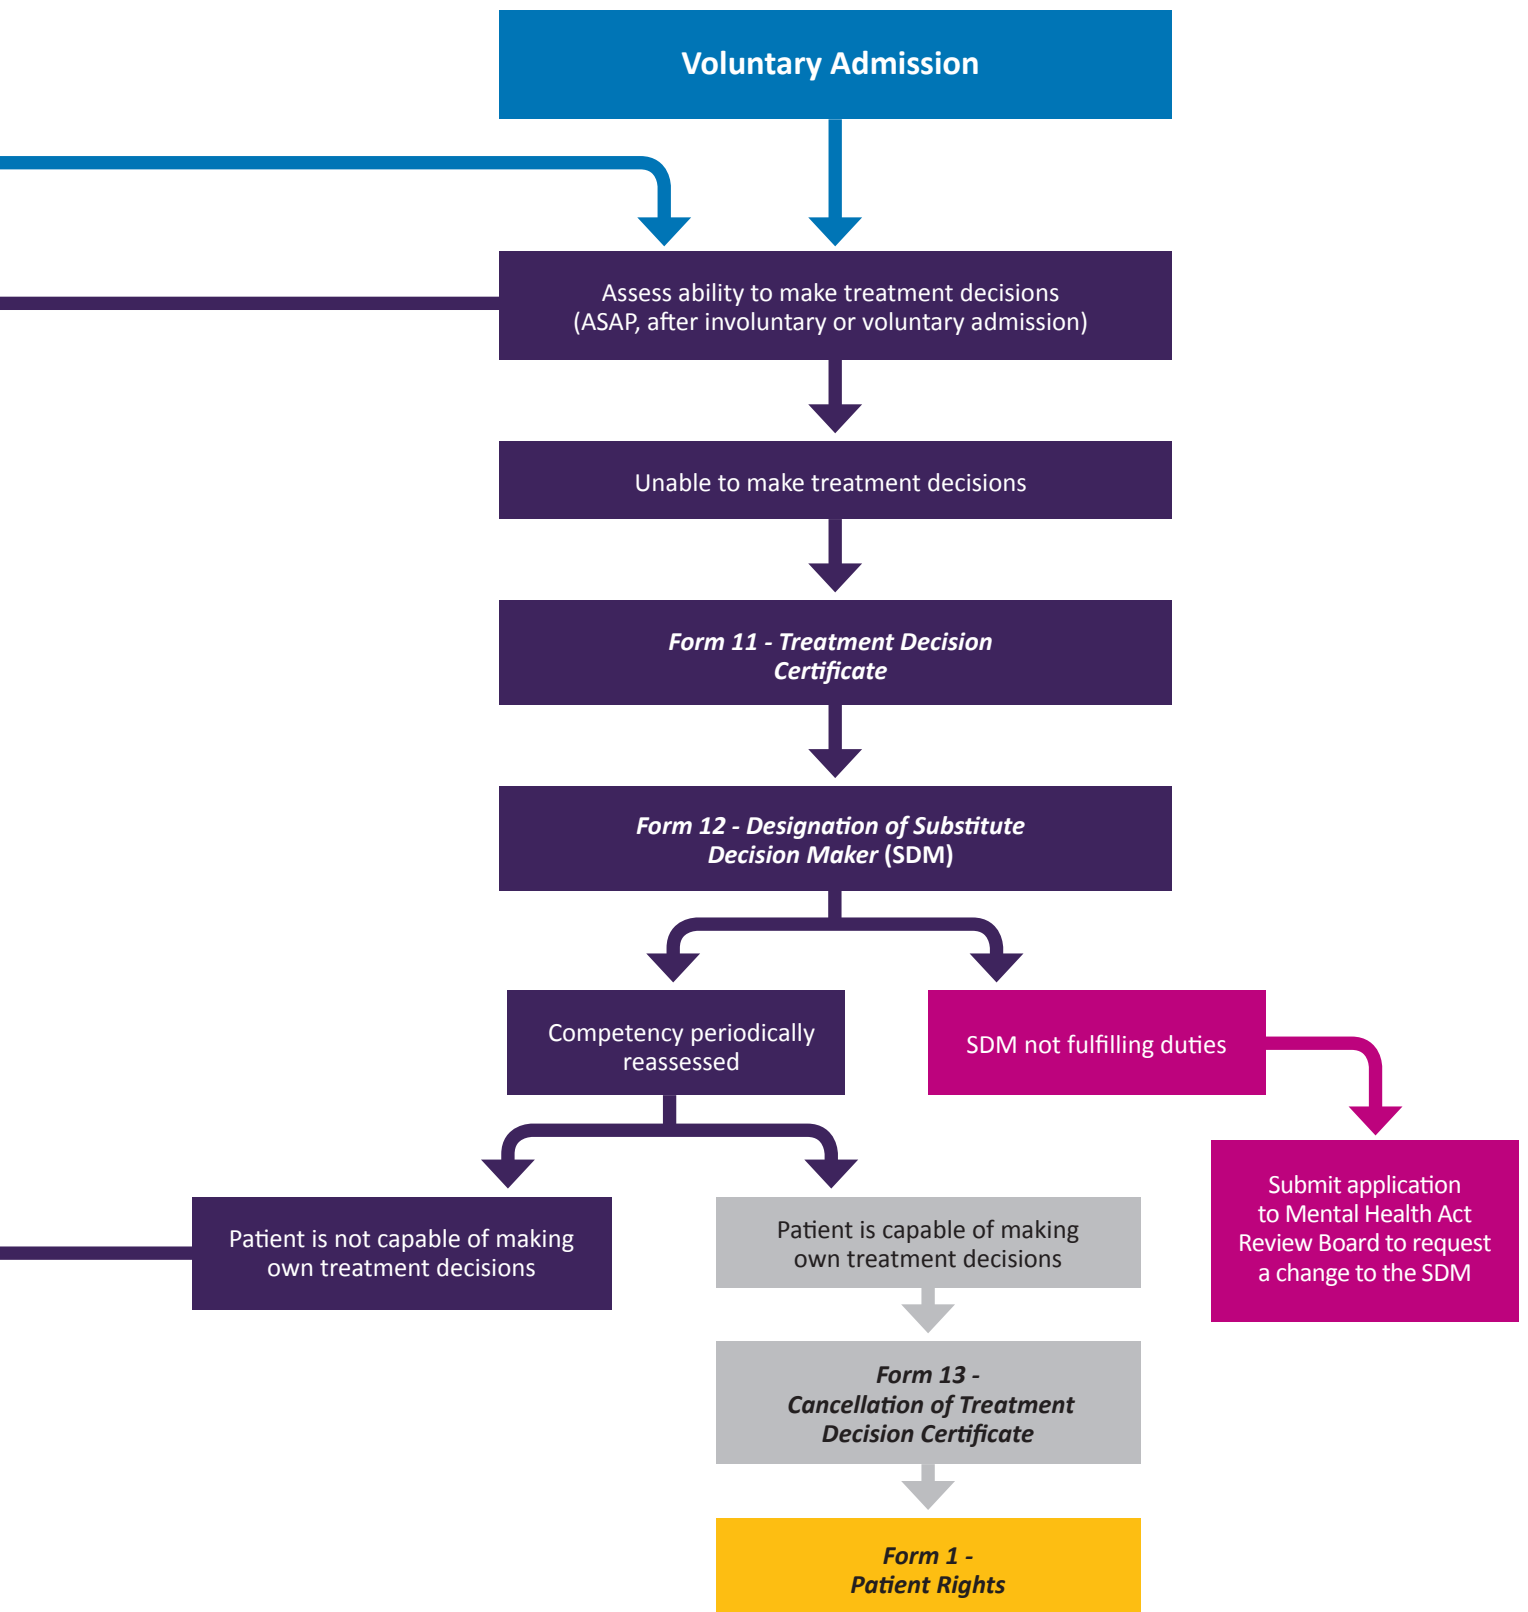 Voluntary Admission
Assess ability to make treatment decisions
(ASAP, after involuntary or voluntary admission)
Unable to make treatment decisions
Form 11 - Treatment Decision
Certificate
Form 12 - Designation of Substitute
Decision Maker (SDM)
Competency periodically
reassessed
SDM not fulfilling duties
Patient is not capable of making
own treatment decisions
Patient is capable of making
own treatment decisions
Submit application
to Mental Health Act
Review Board to request
a change to the SDM
Form 13 -
Cancellation of Treatment
Decision Certificate
Form 1 -
Patient Rights